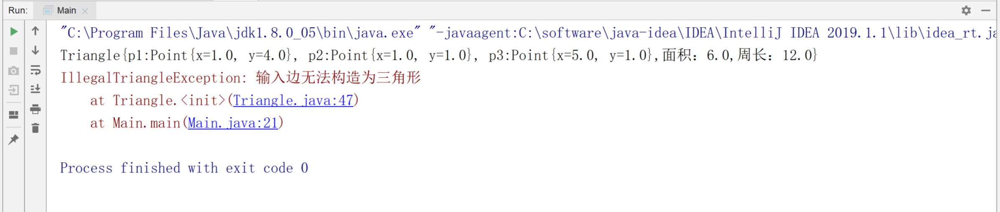 Run: Main
"C:\Program Files\Java\jdk1.8.0_05\bin\java.exe" "-javaagent:C:\software\java-idea\IDEA\IntelliJ IDEA 2019.1.1\lib\idea_rt.ja
Triangle{p1:Point{x=1.0, y=4.0}, p2:Point{x=1.0, y=1.0}, p3:Point{x=5.0, y=1.0},面积：6.0,周长：12.0}
IllegalTriangleException: 输入边无法构造为三角形
at Triangle.<init>(Triangle.java:47)
at Main.main(Main.java:21)
Process finished with exit code 0